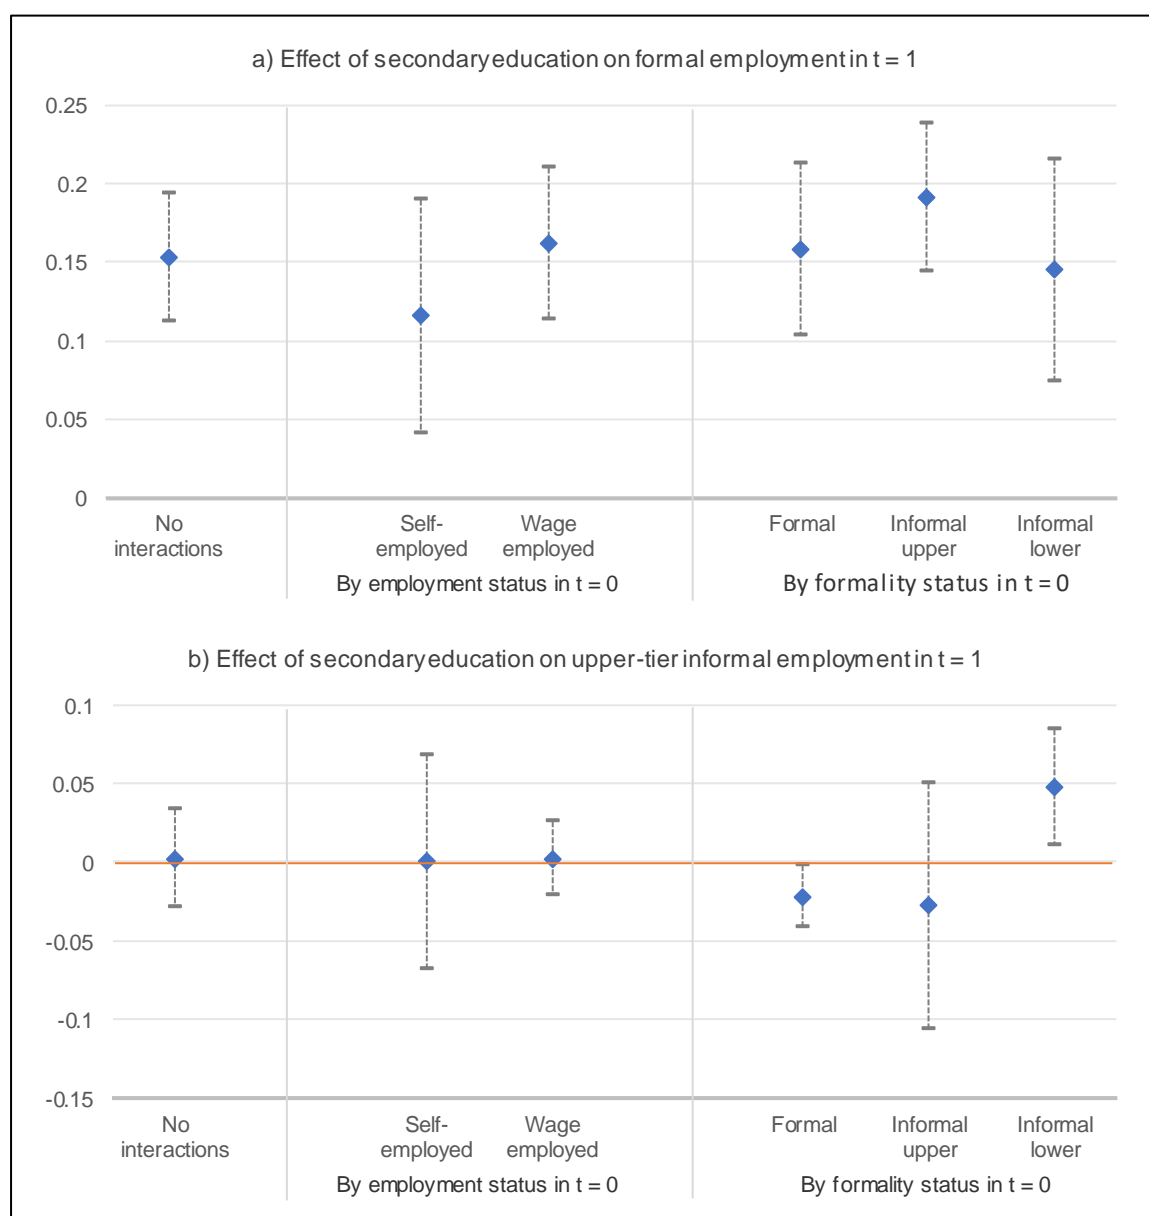 a) Effect of secondary education on formal employment in t = 1
0.25
0.2
0.15
0.1
0.05
0
No
interactions
Self-
employed
Wage
employed
Formal
Informal
upper
Informal
lower
By employment status in t = 0
By formality status in t = 0
b) Effect of secondary education on upper-tier informal employment in t = 1
0.1
0.05
0
-0.05
-0.1
-0.15
No
interactions
Self-
employed
Wage
employed
Formal
Informal
upper
Informal
lower
By employment status in t = 0
By formality status in t = 0